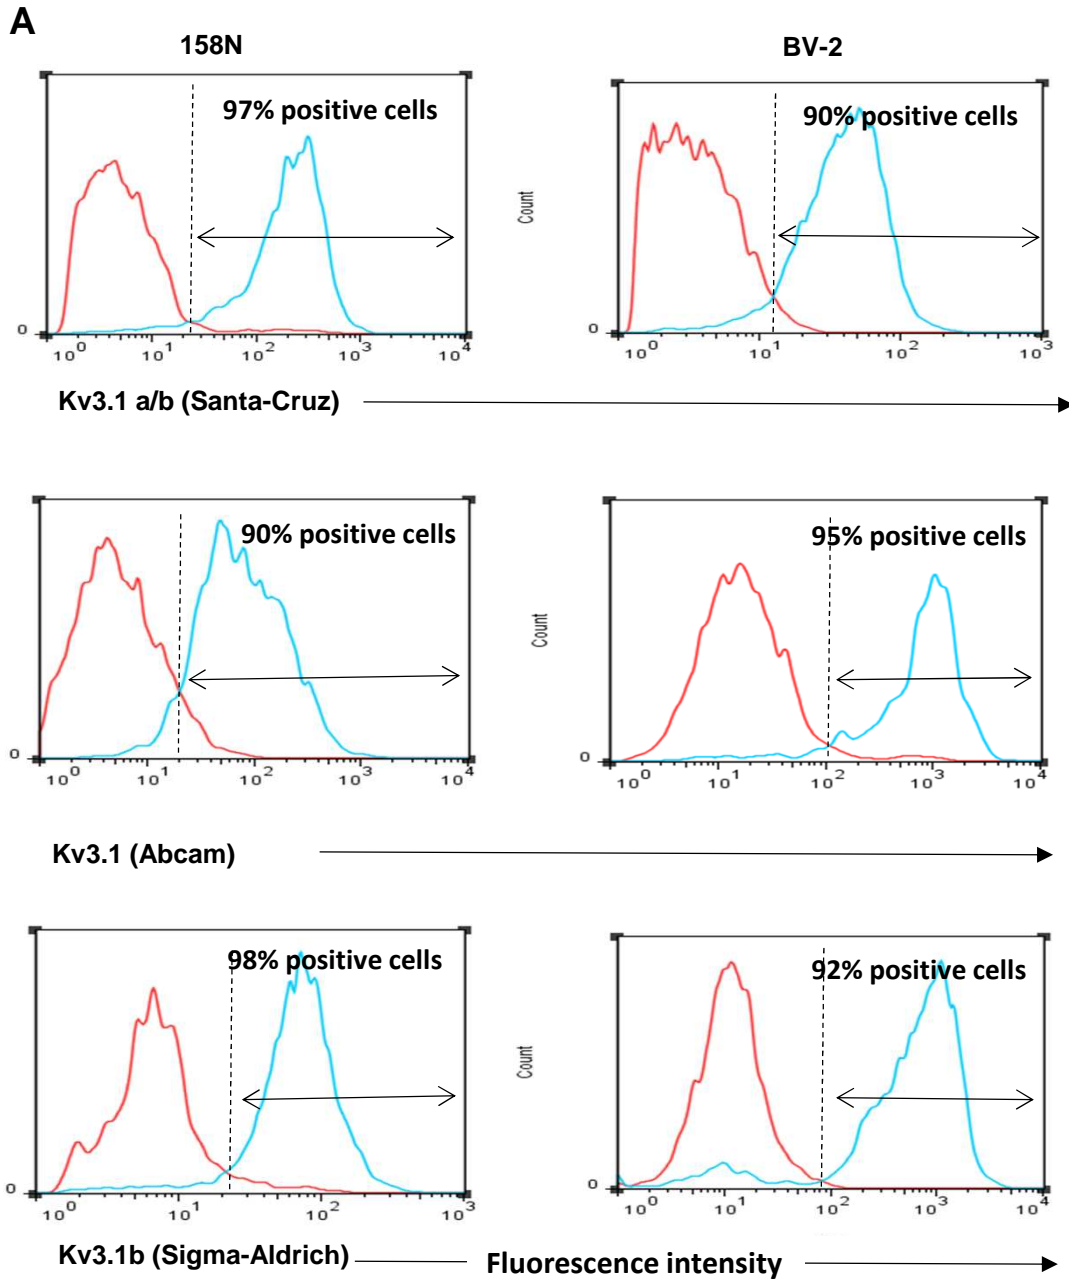 A
158N
BV-2
97% positive cells
90% positive cells
Count
0
10^0 10^1 10^2 10^3 10^4
0
10^0 10^1 10^2 10^3
Kv3.1 a/b (Santa-Cruz)
90% positive cells
95% positive cells
Count
0
10^0 10^1 10^2 10^3 10^4
0
10^0 10^1 10^2 10^3 10^4
Kv3.1 (Abcam)
98% positive cells
92% positive cells
Count
0
10^0 10^1 10^2 10^3
0
10^0 10^1 10^2 10^3 10^4
Kv3.1b (Sigma-Aldrich)
Fluorescence intensity